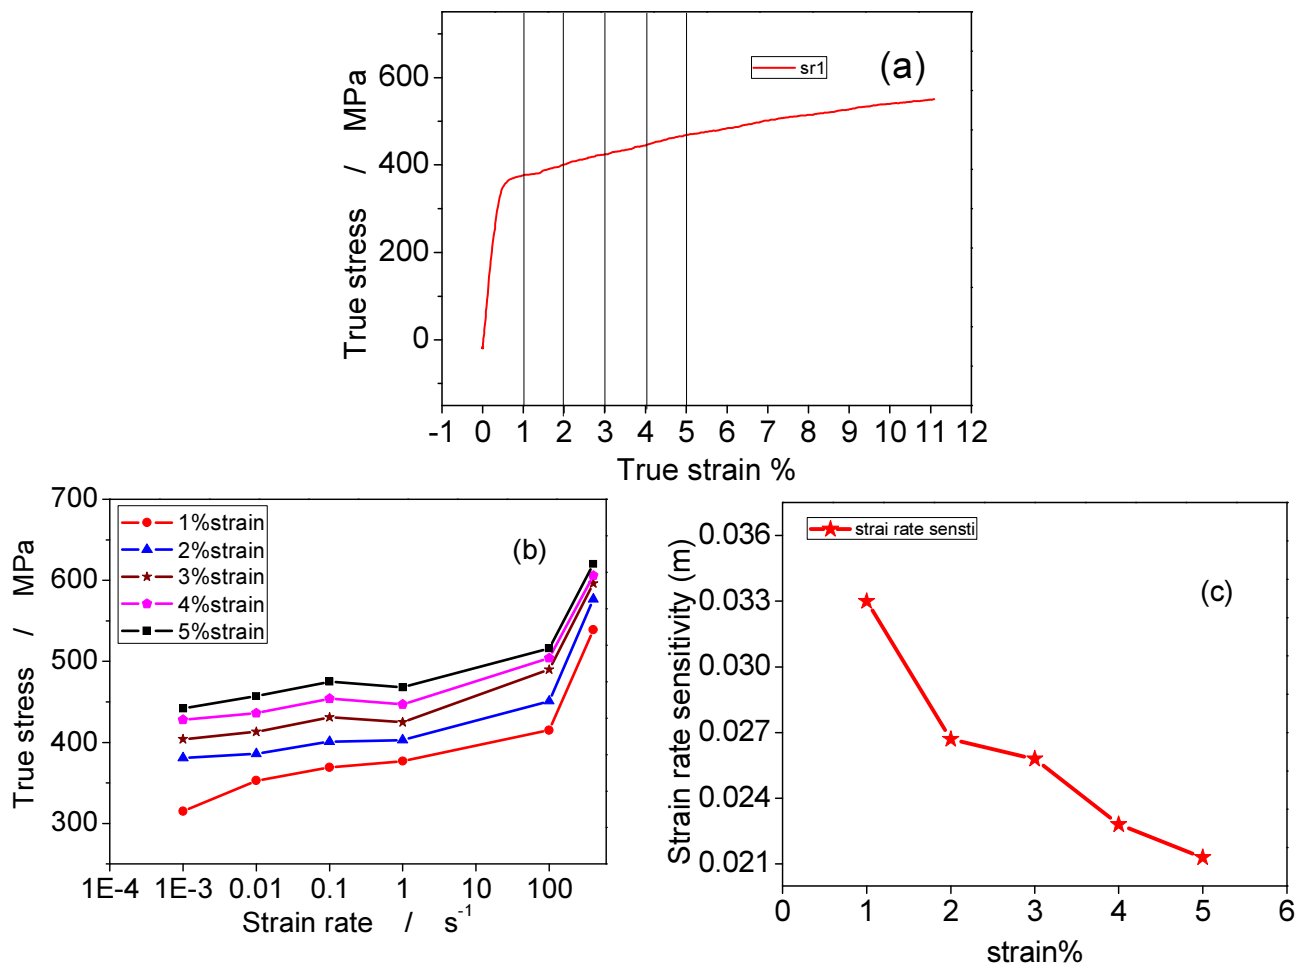 (a)
sr1
True stress / MPa
600
400
200
0
-1 0 1 2 3 4 5 6 7 8 9 10 11 12
True strain %
(b)
1%strain
2%strain
3%strain
4%strain
5%strain
True stress / MPa
700
600
500
400
300
1E-4 1E-3 0.01 0.1 1 10 100
Strain rate / s-1
(c)
strai rate sensti
Strain rate sensitivity (m)
0.036
0.033
0.030
0.027
0.024
0.021
0 1 2 3 4 5 6
strain%